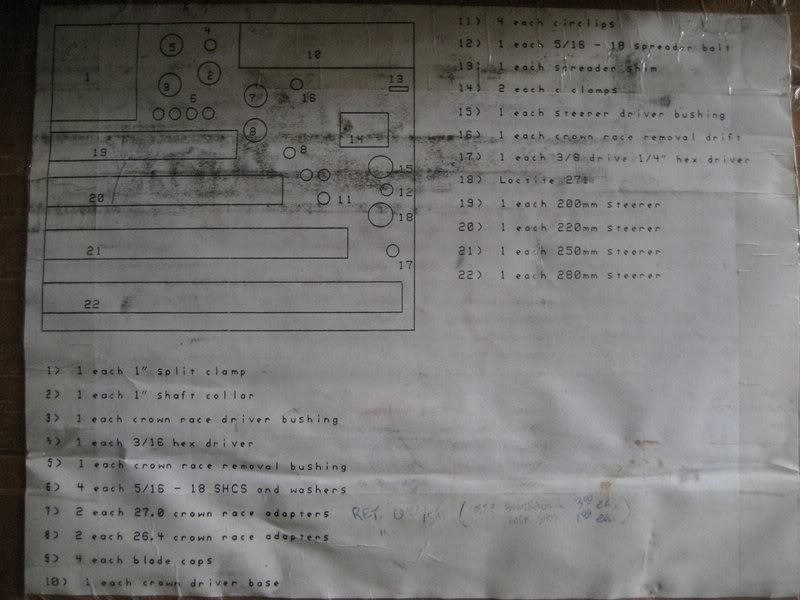 4
5
10
1
2
3
13
7
16
6
8
14
8
19
15
20
12
11
18
21
17
22
11) 4 each circlips
12) 1 each 5/16 - 18 spreader bolt
13) 1 each spreader shim
14) 2 each c clamps
15) 1 each steerer driver bushing
16) 1 each crown race removal drift
17) 1 each 3/8 drive 1/4" hex driver
18) Loctite 271
19) 1 each 200mm steerer
20) 1 each 220mm steerer
21) 1 each 250mm steerer
22) 1 each 280mm steerer
1) 1 each 1" split clamp
2) 1 each 1" shaft collar
3) 1 each crown race driver bushing
4) 1 each 3/16 hex driver
5) 1 each crown race removal bushing
6) 4 each 5/16 - 18 SHCS and washers
7) 2 each 27.0 crown race adapters RET. (3.00 ea.
8) 2 each 26.4 crown race adapters 1.00 ea.)
9) 4 each blade caps
10) 1 each crown driver base